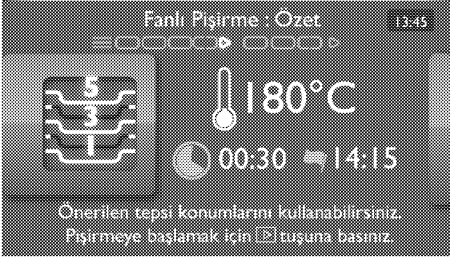 Fanlı Pişirme : Özet
13:45
5
3
1
180°C
00:30
14:15
Önerilen tepsi konumlarını kullanabilirsiniz.
Pişirmeye başlamak için tuşuna basınız.